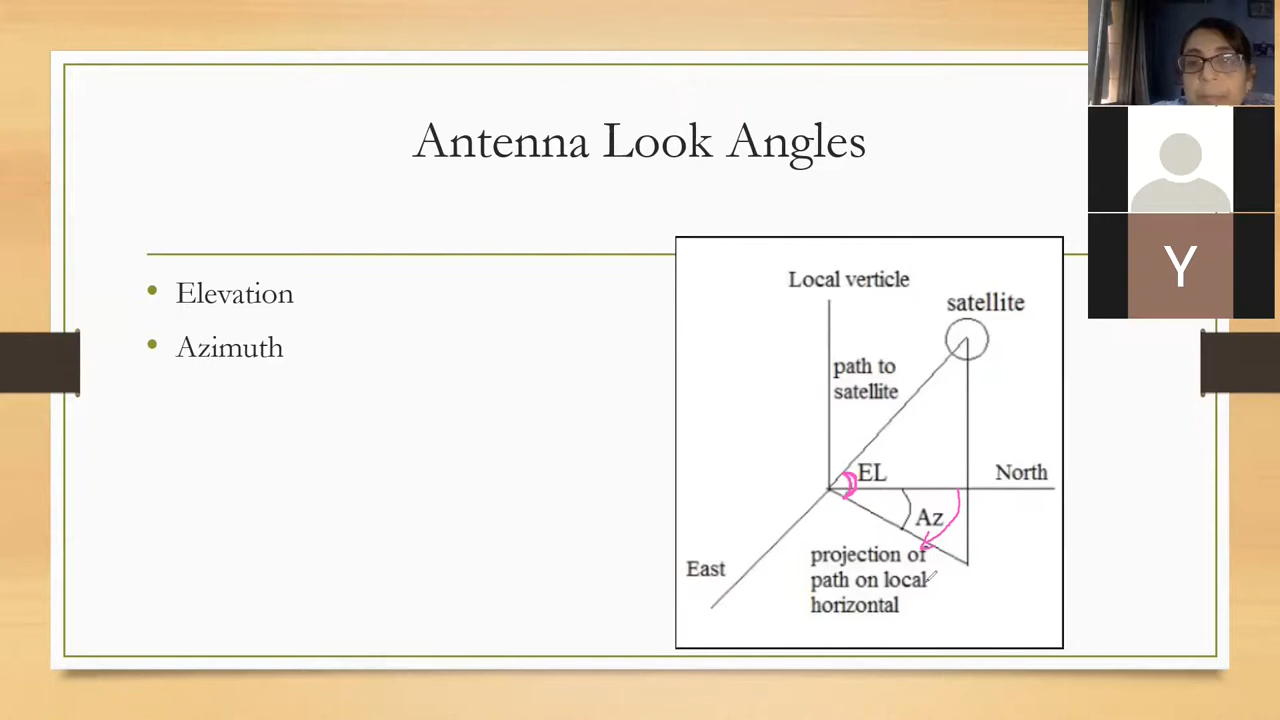 Antenna Look Angles
• Elevation
• Azimuth
Local verticle
satellite
path to
satellite
EL
North
Az
projection of
path on local
horizontal
East
Y